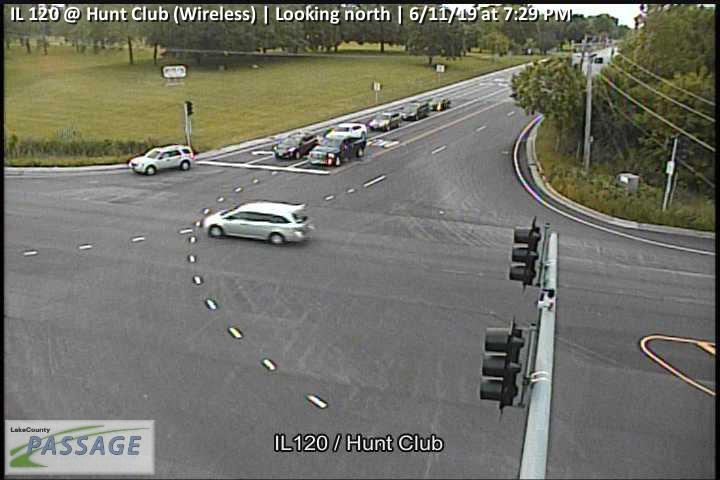 IL 120 @ Hunt Club (Wireless) | Looking north | 6/11/19 at 7:29 PM
LakeCounty
PASSAGE
IL120 / Hunt Club